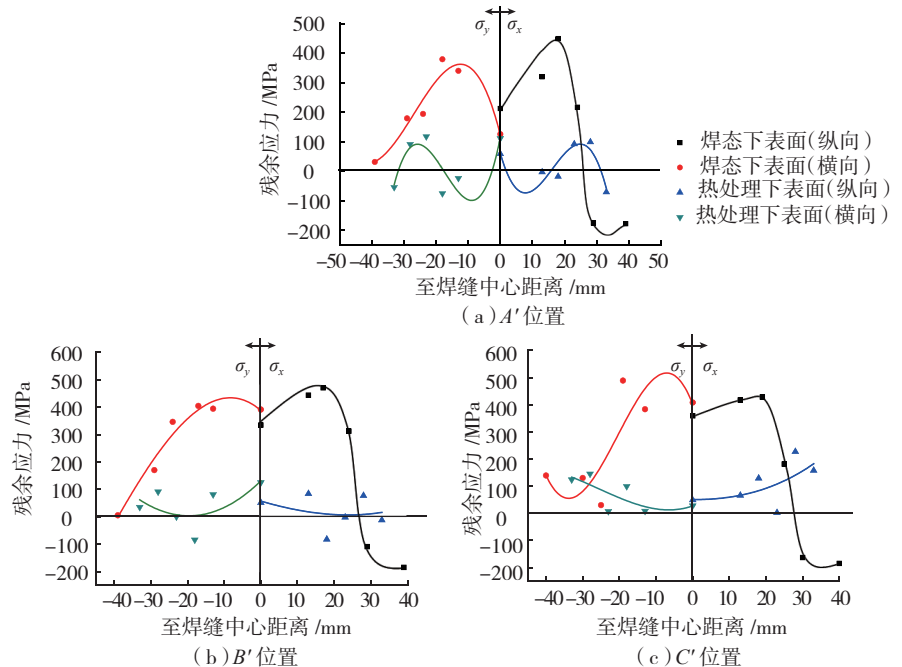 σy σx
500
400
300
200
100
0
-100
-200
残余应力 /MPa
-50 -40 -30 -20 -10 0 10 20 30 40 50
至焊缝中心距离 /mm
(a)A′位置
焊态下表面(纵向)
焊态下表面(横向)
热处理下表面(纵向)
热处理下表面(横向)
σy σx
600
500
400
300
200
100
0
-100
-200
残余应力 /MPa
-40 -30 -20 -10 0 10 20 30 40
至焊缝中心距离 /mm
(b)B′位置
σy σx
600
500
400
300
200
100
0
-100
-200
残余应力 /MPa
-40 -30 -20 -10 0 10 20 30 40
至焊缝中心距离 /mm
(c)C′位置